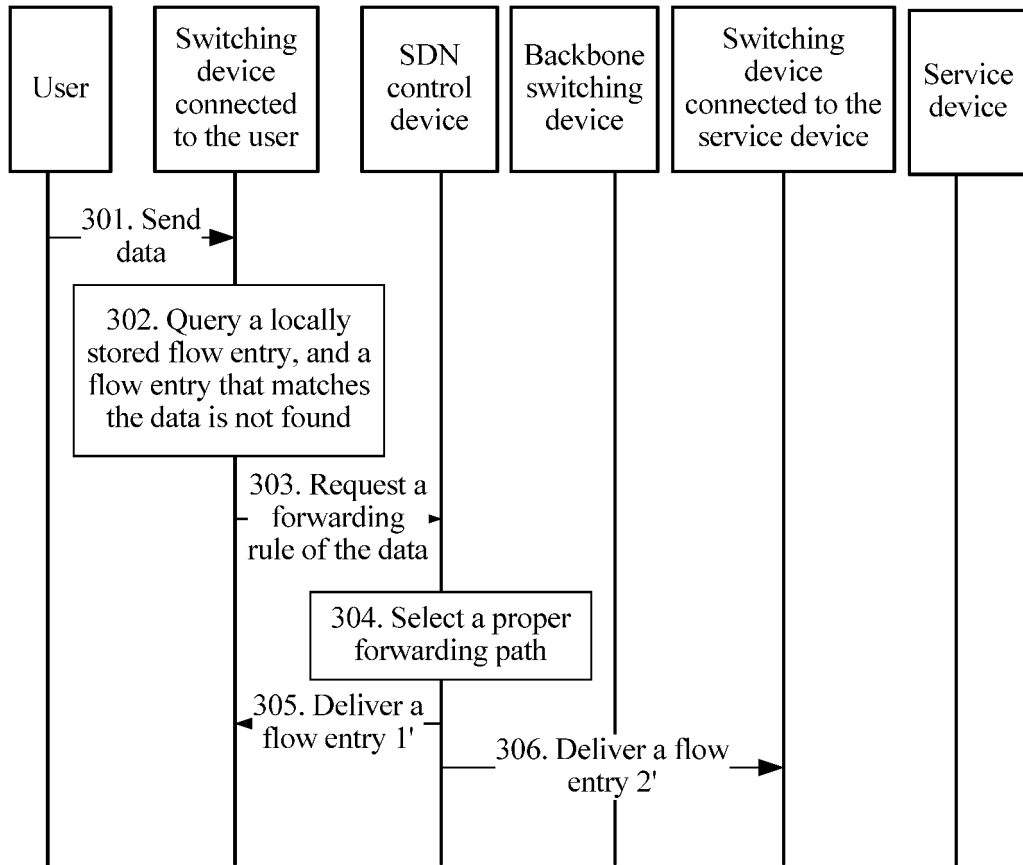 User
Switching
device
connected
to the user
SDN
control
device
Backbone
switching
device
Switching
device
connected to the
service device
Service
device
301. Send
data
302. Query a locally
stored flow entry, and a
flow entry that matches
the data is not found
303. Request a
forwarding
rule of the data
304. Select a proper
forwarding path
305. Deliver a
flow entry 1'
306. Deliver a flow
entry 2'